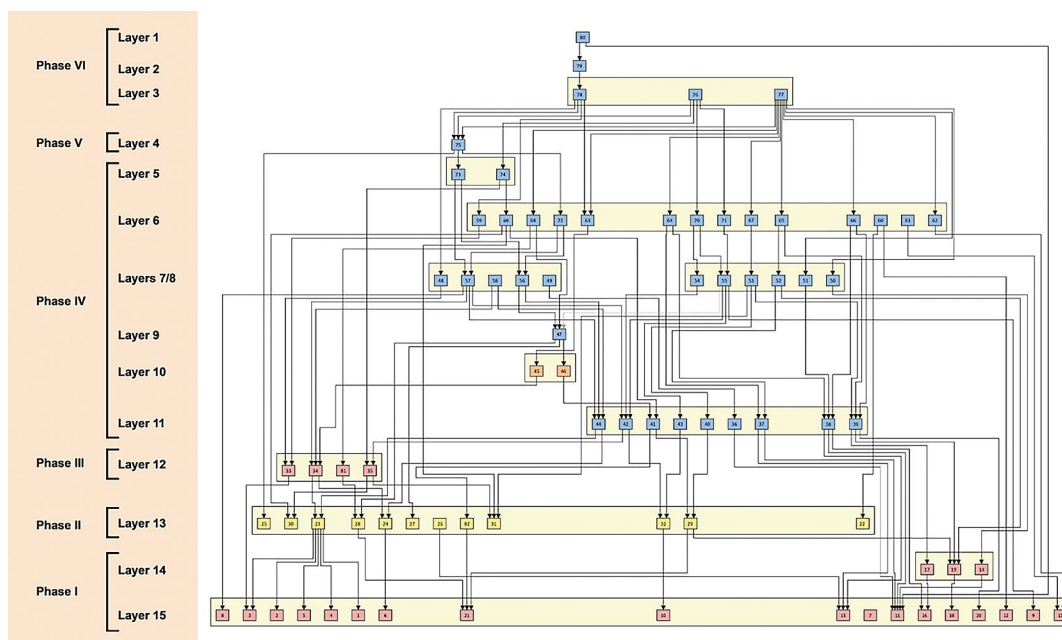 Layer 1
80
Phase VI
Layer 2
79
Layer 3
78 76 77
Phase V
Layer 4
75
Layer 5
73 74
Layer 6
59 69 68 72 63 64 70 71 67 65 66 60 61 62
Layers 7/8
48 57 58 56 49 54 55 53 52 51 50
Phase IV
Layer 9
47
Layer 10
45 46
Layer 11
44 42 41 43 40 36 37 38 39
Phase III
Layer 12
33 34 81 35
Phase II
Layer 13
25 30 23 28 24 27 26 82 31 32 29 22
Layer 14
17 19 14
Phase I
Layer 15
8 3 2 5 4 1 6 21 10 15 7 11 16 18 20 13 9 12